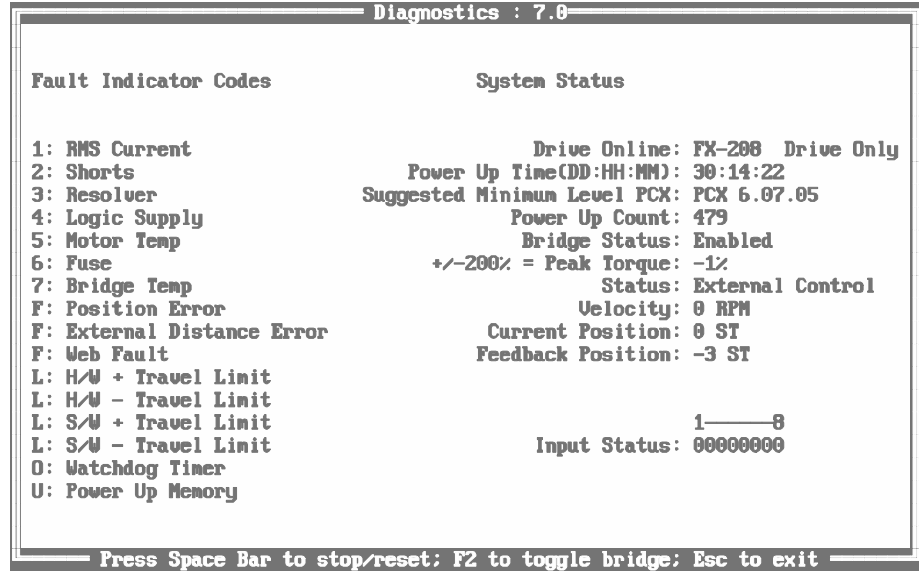 Diagnostics : 7.0
Fault Indicator Codes System Status
1: RMS Current Drive Online: FX-208 Drive Only
2: Shorts Power Up Time(DD:HH:MM): 30:14:22
3: Resolver Suggested Minimum Level PCX: PCX 6.07.05
4: Logic Supply Power Up Count: 479
5: Motor Temp Bridge Status: Enabled
6: Fuse +/-200% = Peak Torque: -1%
7: Bridge Temp Status: External Control
F: Position Error Velocity: 0 RPM
F: External Distance Error Current Position: 0 ST
F: Web Fault Feedback Position: -3 ST
L: H/W + Travel Limit
L: H/W - Travel Limit
L: S/W + Travel Limit 1──────8
L: S/W - Travel Limit Input Status: 00000000
O: Watchdog Timer
U: Power Up Memory
Press Space Bar to stop/reset; F2 to toggle bridge; Esc to exit